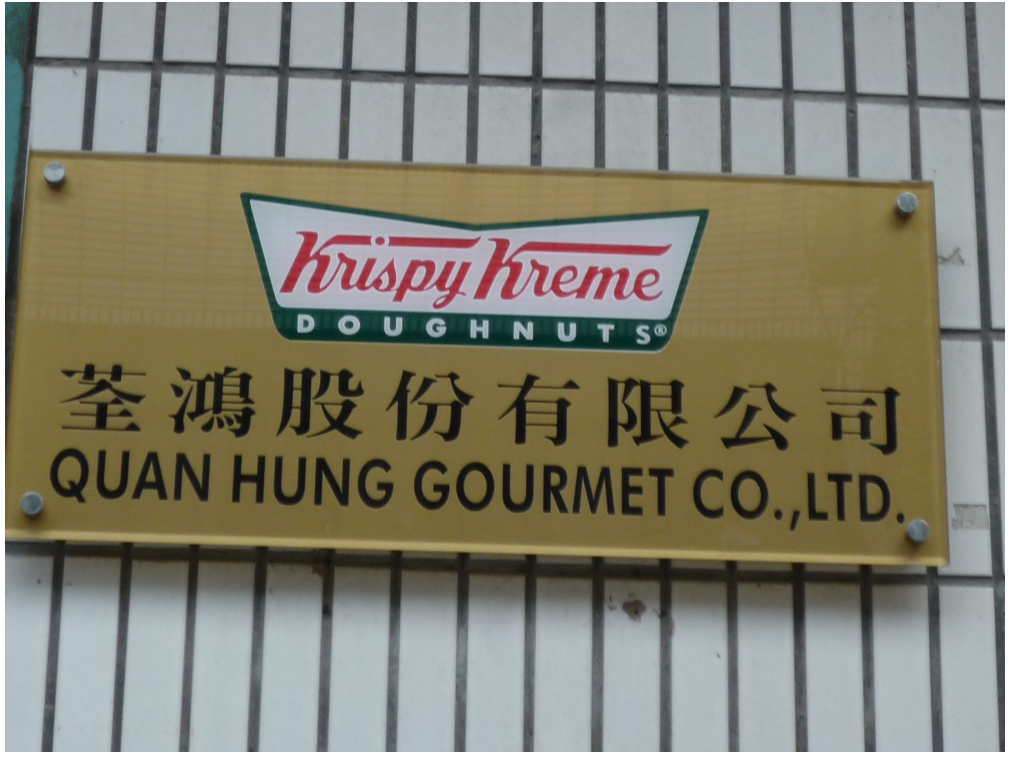 Krispy Kreme
DOUGHNUTS®
荃鴻股份有限公司
QUAN HUNG GOURMET CO.,LTD.